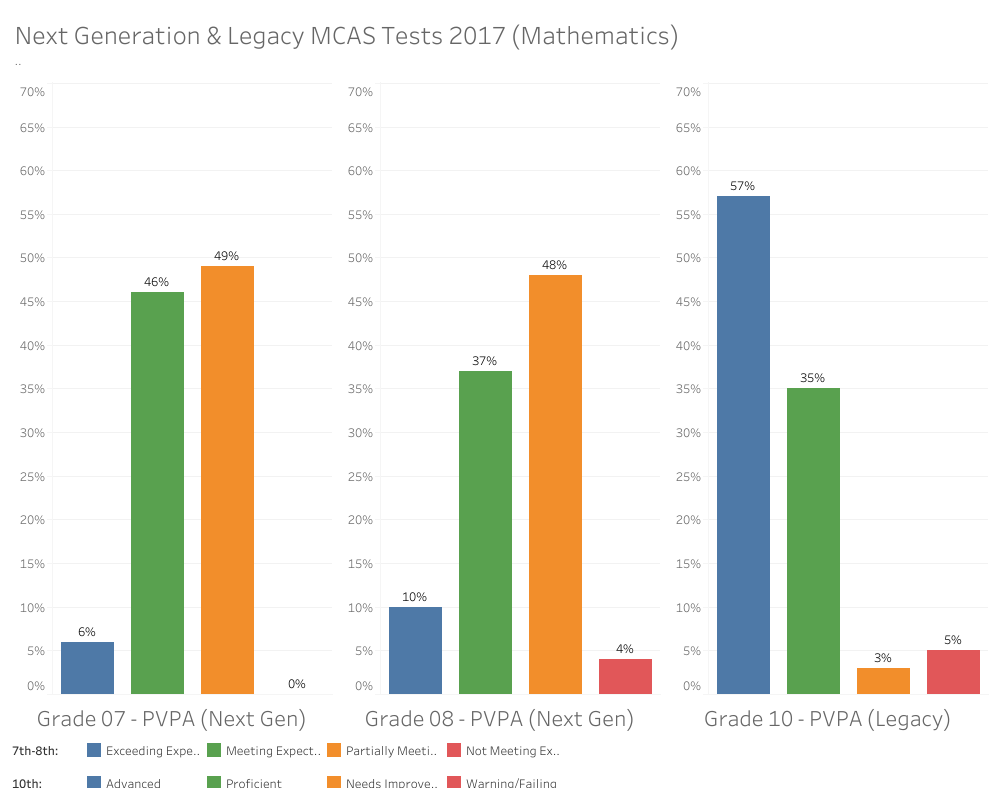 Next Generation & Legacy MCAS Tests 2017 (Mathematics)
..
70% 70% 70%
65% 65% 65%
60% 60% 60%
57%
55% 55% 55%
50% 50% 50%
49% 48%
46%
45% 45% 45%
40% 40% 40%
37%
35% 35% 35%
35%
30% 30% 30%
25% 25% 25%
20% 20% 20%
15% 15% 15%
10% 10% 10%
10%
6%
5% 5% 5%
4% 3% 5%
0% 0% 0%
0%
Grade 07 - PVPA (Next Gen) Grade 08 - PVPA (Next Gen) Grade 10 - PVPA (Legacy)
7th-8th: Exceeding Expe.. Meeting Expect.. Partially Meeti.. Not Meeting Ex..
10th: Advanced Proficient Needs Improve.. Warning/Failing